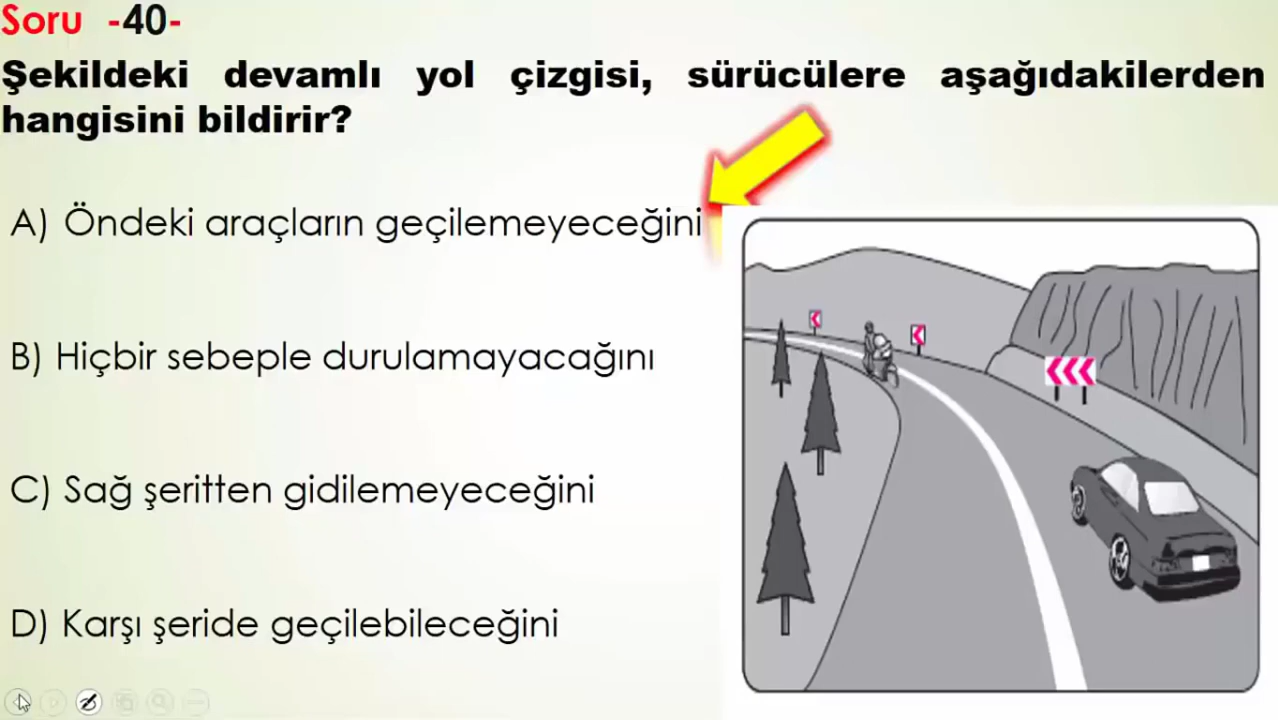 Soru -40-
Şekildeki devamlı yol çizgisi, sürücülere aşağıdakilerden
hangisini bildirir?
A) Öndeki araçların geçilemeyeceğini
B) Hiçbir sebeple durulamayacağını
C) Sağ şeritten gidilemeyeceğini
D) Karşı şeride geçilebileceğini